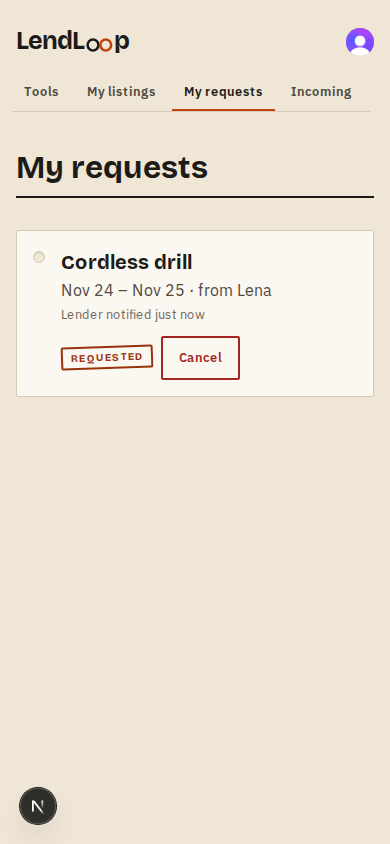 LendLoop
Tools My listings My requests Incoming
My requests
Cordless drill
Nov 24 – Nov 25 · from Lena
Lender notified just now
REQUESTED Cancel
N